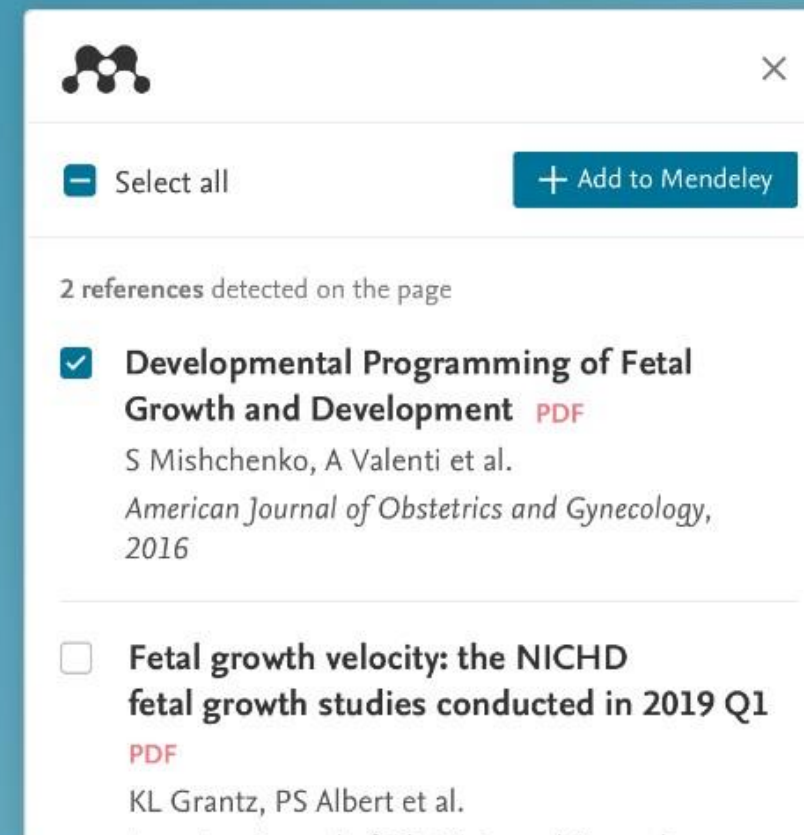 Select all
+ Add to Mendeley
2 references detected on the page
Developmental Programming of Fetal
Growth and Development PDF
S Mishchenko, A Valenti et al.
American Journal of Obstetrics and Gynecology,
2016
Fetal growth velocity: the NICHD
fetal growth studies conducted in 2019 Q1
PDF
KL Grantz, PS Albert et al.